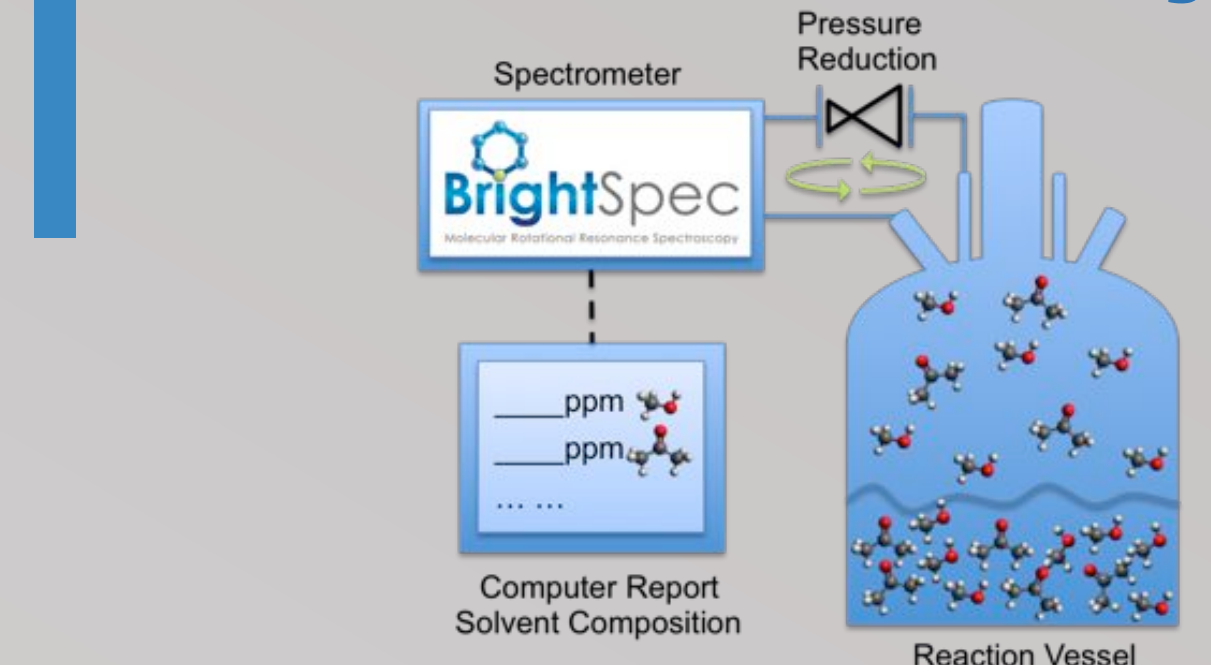 Pressure
Reduction
Spectrometer
BrightSpec
Molecular Rotational Resonance Spectroscopy
_____ppm
_____ppm
... ...
Computer Report
Solvent Composition
Reaction Vessel